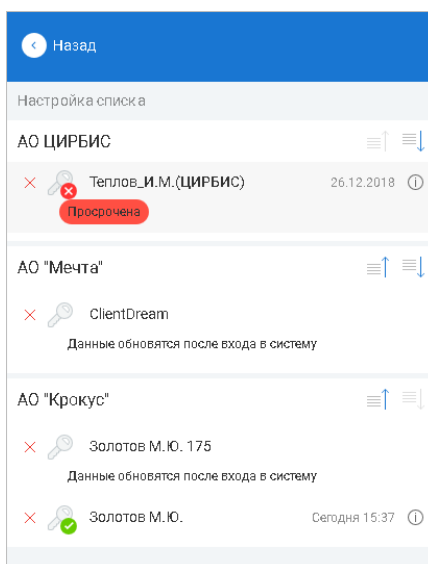 Назад
Настройка списка
АО ЦИРБИС
Теплов_И.М.(ЦИРБИС) 26.12.2018
Просрочена
АО "Мечта"
ClientDream
Данные обновятся после входа в систему
АО "Крокус"
Золотов М.Ю. 175
Данные обновятся после входа в систему
Золотов М.Ю. Сегодня 15:37